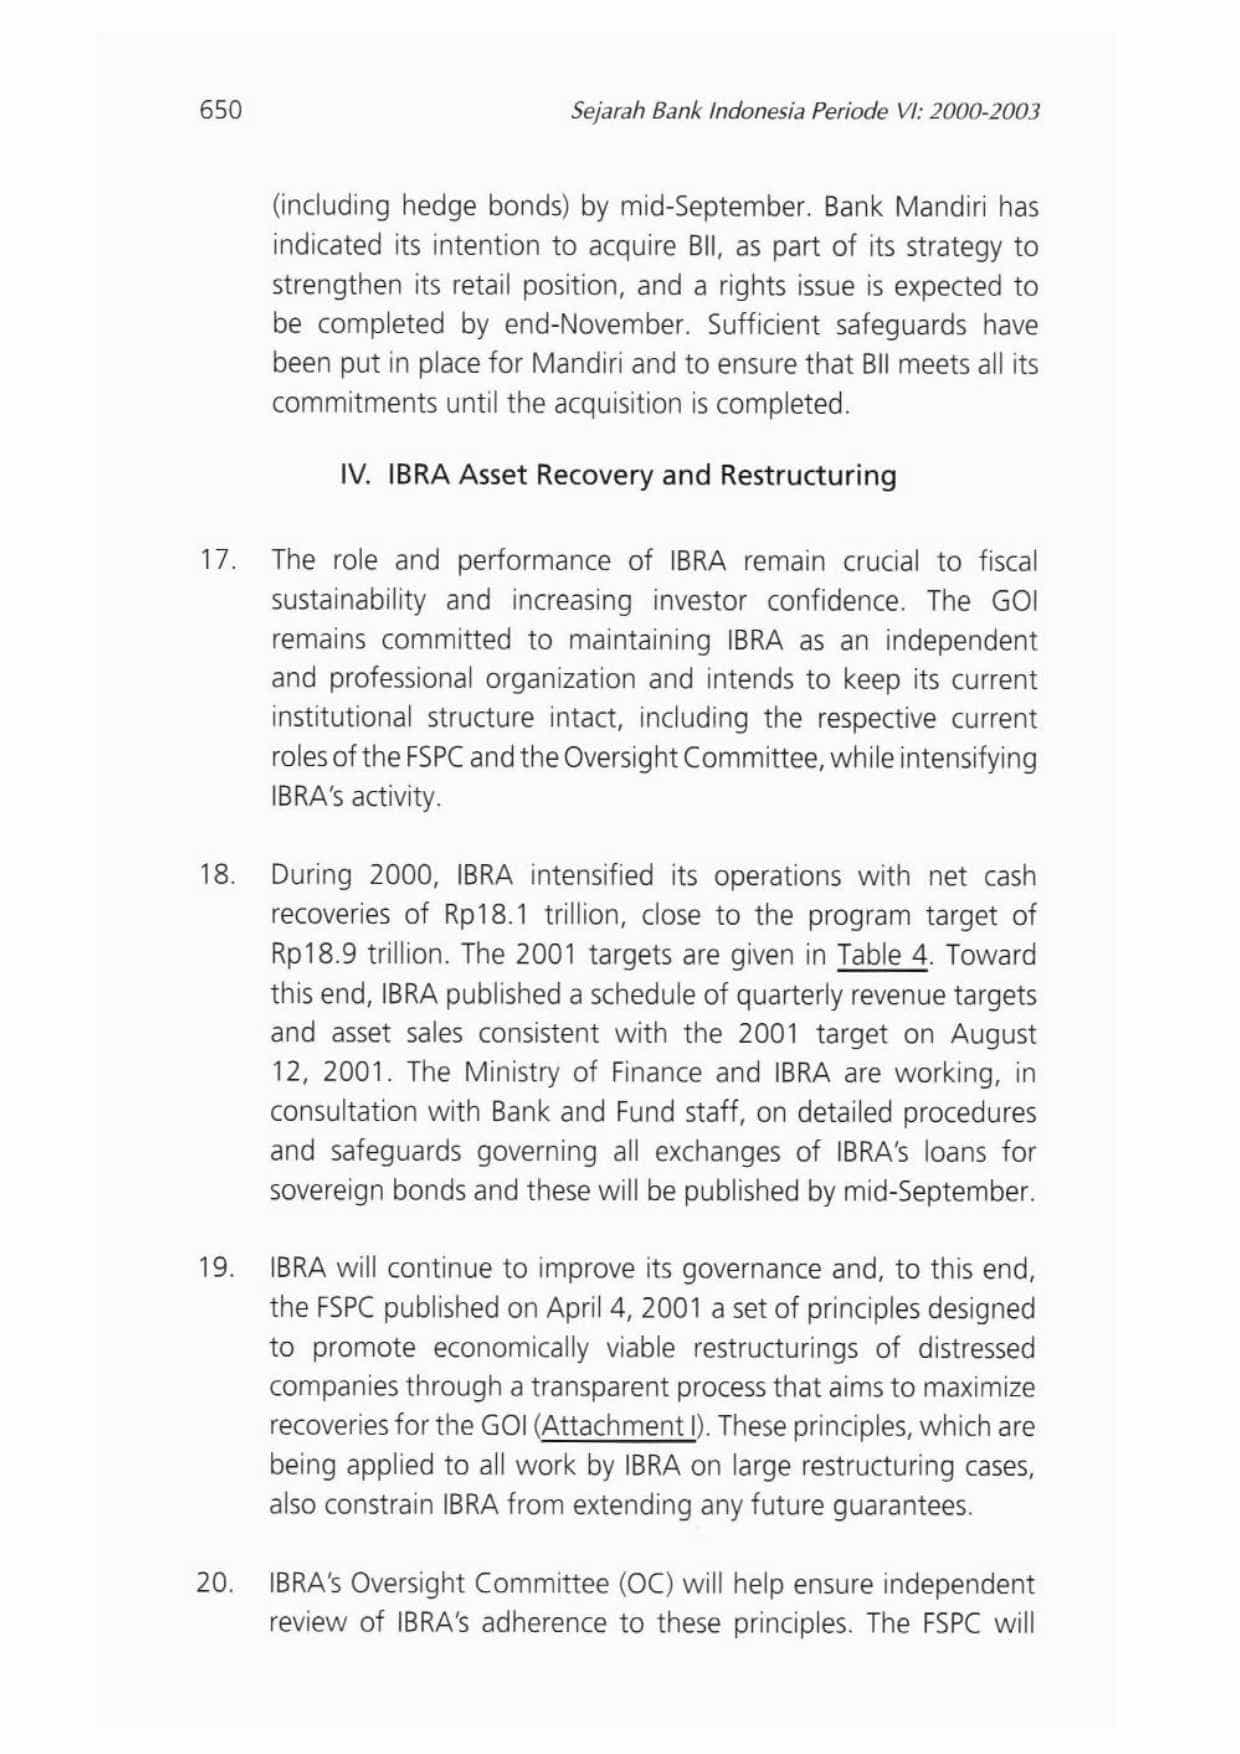 650
Sejarah Bank Indonesia Periode VI: 2000-2003
(including hedge bonds) by mid-September. Bank Mandiri has
indicated its intention to acquire BII, as part of its strategy to
strengthen its retail position, and a rights issue is expected to
be completed by end-November. Sufficient safeguards have
been put in place for Mandiri and to ensure that BII meets all its
commitments until the acquisition is completed.
IV. IBRA Asset Recovery and Restructuring
17. The role and performance of IBRA remain crucial to fiscal
sustainability and increasing investor confidence. The GOI
remains committed to maintaining IBRA as an independent
and professional organization and intends to keep its current
institutional structure intact, including the respective current
roles of the FSPC and the Oversight Committee, while intensifying
IBRA's activity.
18. During 2000, IBRA intensified its operations with net cash
recoveries of Rp18.1 trillion, close to the program target of
Rp18.9 trillion. The 2001 targets are given in Table 4. Toward
this end, IBRA published a schedule of quarterly revenue targets
and asset sales consistent with the 2001 target on August
12, 2001. The Ministry of Finance and IBRA are working, in
consultation with Bank and Fund staff, on detailed procedures
and safeguards governing all exchanges of IBRA's loans for
sovereign bonds and these will be published by mid-September.
19. IBRA will continue to improve its governance and, to this end,
the FSPC published on April 4, 2001 a set of principles designed
to promote economically viable restructurings of distressed
companies through a transparent process that aims to maximize
recoveries for the GOI (Attachment I). These principles, which are
being applied to all work by IBRA on large restructuring cases,
also constrain IBRA from extending any future guarantees.
20. IBRA's Oversight Committee (OC) will help ensure independent
review of IBRA's adherence to these principles. The FSPC will